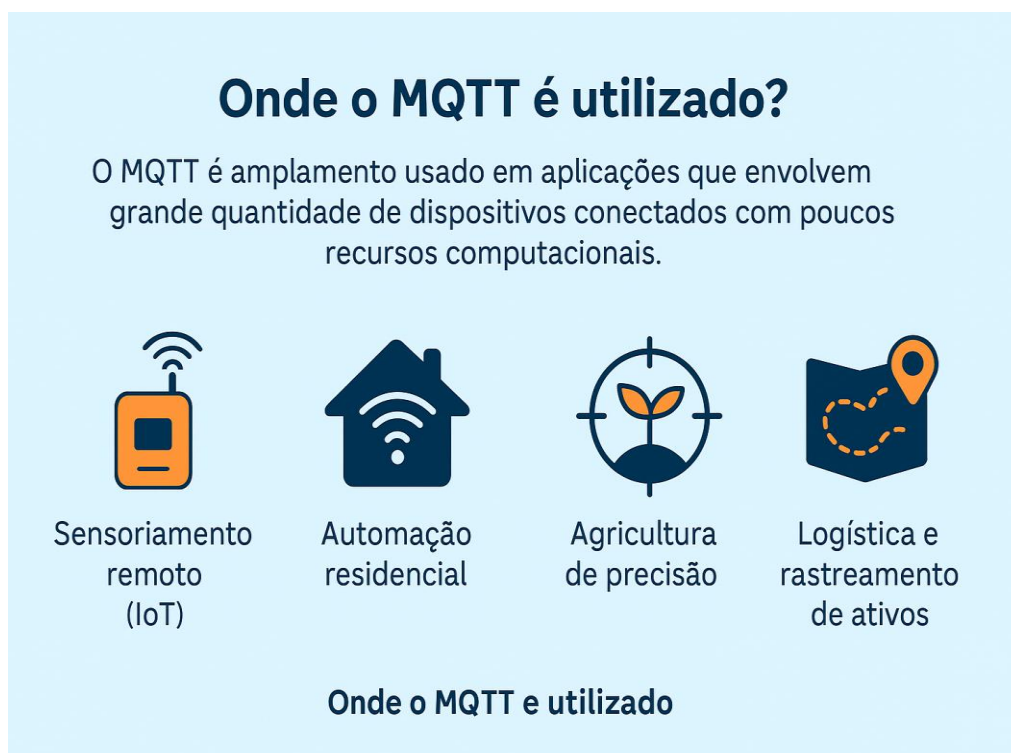 Onde o MQTT é utilizado?
O MQTT é amplamento usado em aplicações que envolvem
grande quantidade de dispositivos conectados com poucos
recursos computacionais.
Sensoriamento
remoto
(IoT)
Automação
residencial
Agricultura
de precisão
Logística e
rastreamento
de ativos
Onde o MQTT e utilizado